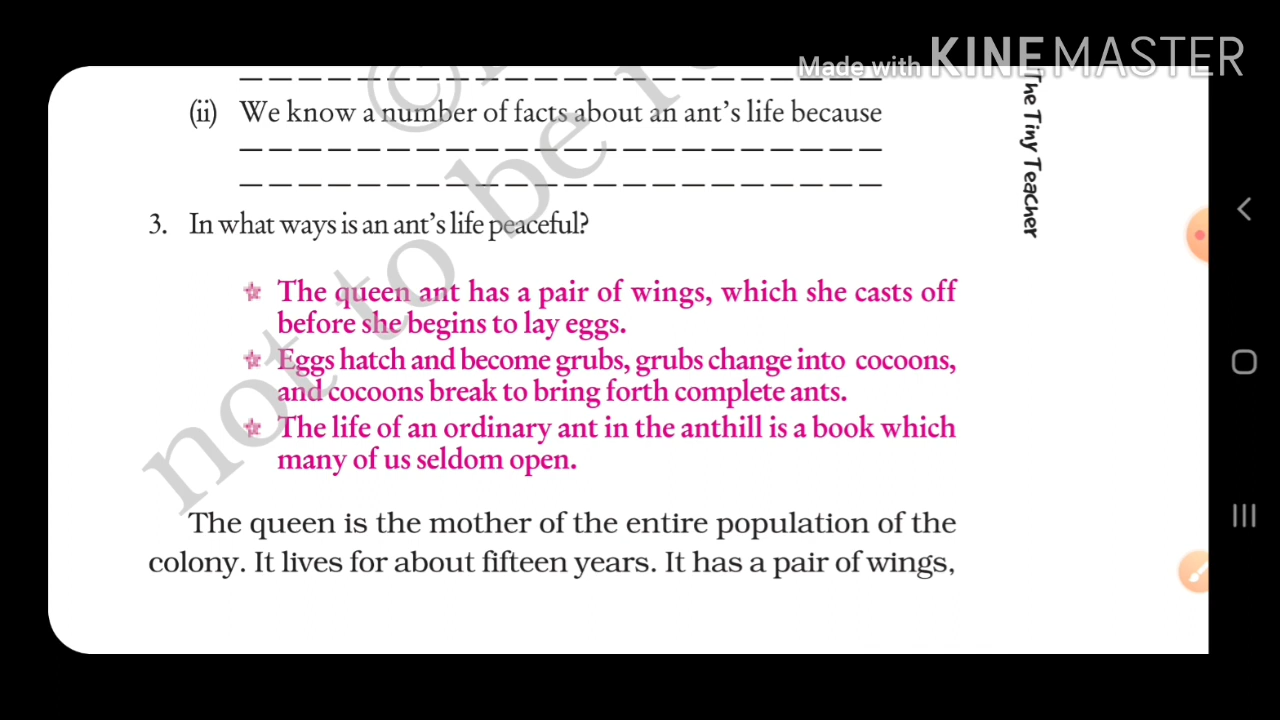 Made with KINEMASTER
(ii) We know a number of facts about an ant's life because
3. In what ways is an ant's life peaceful?
The queen ant has a pair of wings, which she casts off
before she begins to lay eggs.
Eggs hatch and become grubs, grubs change into cocoons,
and cocoons break to bring forth complete ants.
The life of an ordinary ant in the anthill is a book which
many of us seldom open.
The queen is the mother of the entire population of the
colony. It lives for about fifteen years. It has a pair of wings,
The Tiny Teacher
not to be